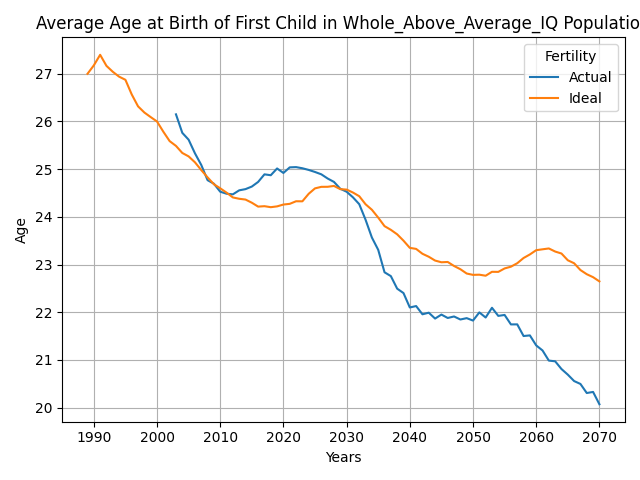 Average Age at Birth of First Child in Whole_Above_Average_IQ Populatio
Fertility
Actual
Ideal
27
26
25
24
23
22
21
20
Age
1990 2000 2010 2020 2030 2040 2050 2060 2070
Years